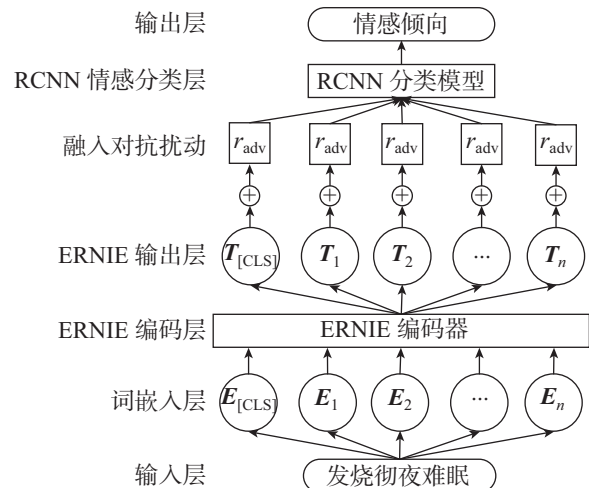 输出层 情感倾向
RCNN 情感分类层 RCNN 分类模型
融入对抗扰动 r_adv r_adv r_adv r_adv r_adv
+ + + + +
ERNIE 输出层 T_[CLS] T_1 T_2 ... T_n
ERNIE 编码层 ERNIE 编码器
词嵌入层 E_[CLS] E_1 E_2 ... E_n
输入层 发烧彻夜难眠